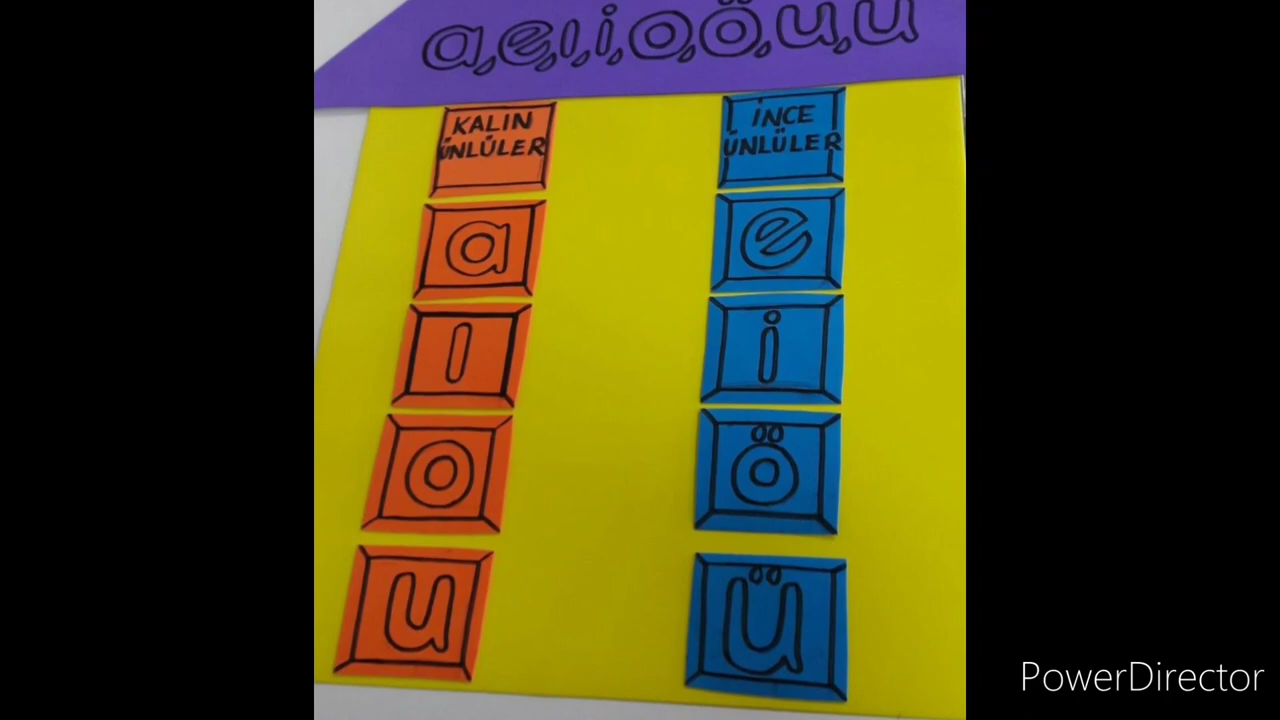 a,e,ı,i,o,ö,u,ü
KALIN
ÜNLÜLER
a
ı
o
u
İNCE
ÜNLÜLER
e
i
ö
ü
PowerDirector